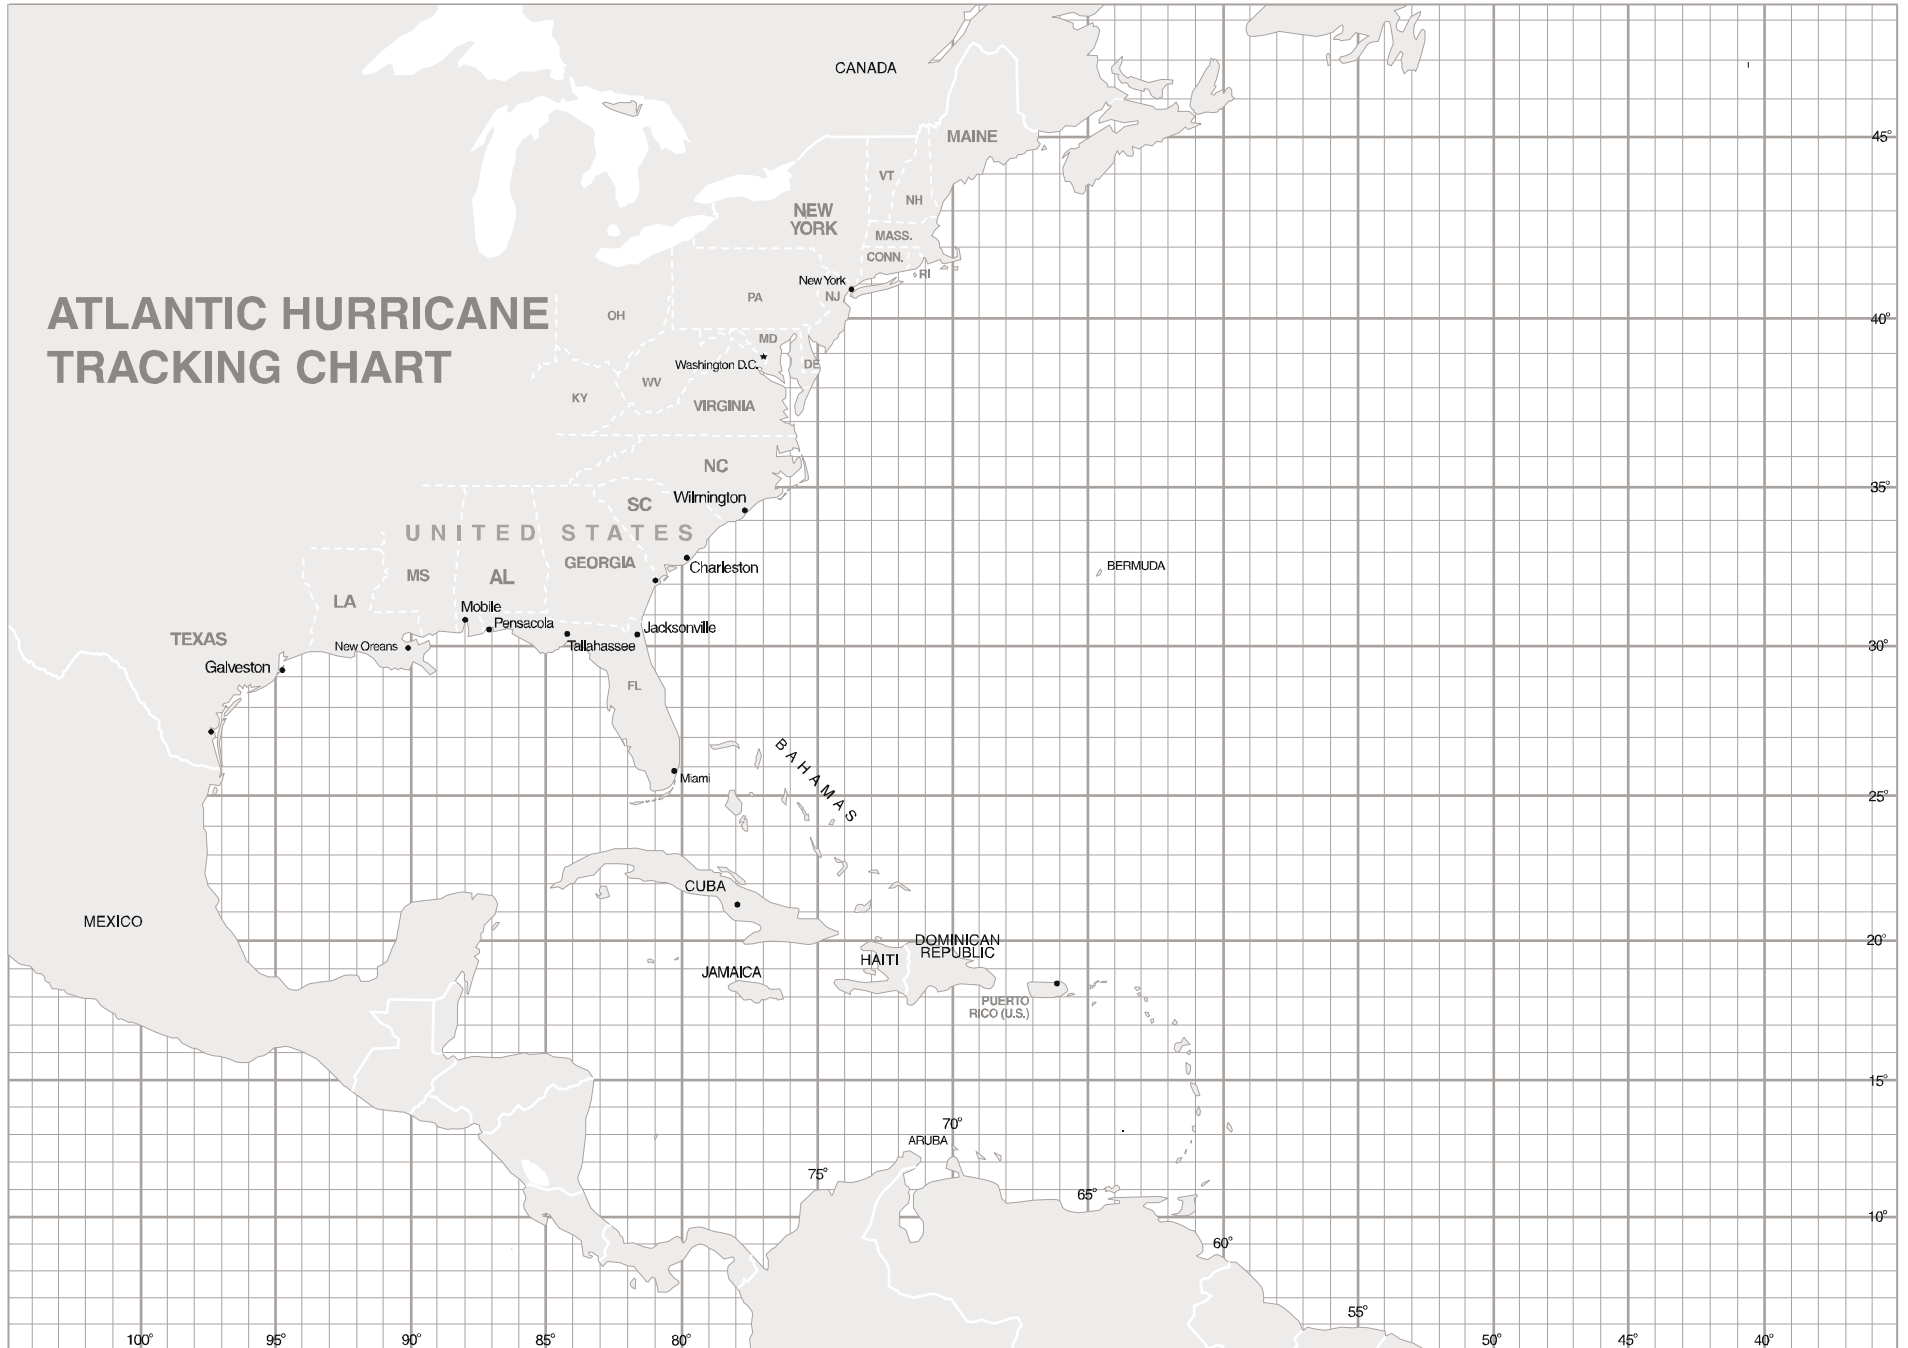 CANADA
MAINE
45°
VT
NH
NEW
YORK
MASS.
CONN.
RI
New York
NJ
PA
ATLANTIC HURRICANE
TRACKING CHART
OH
40°
MD
Washington D.C.
DE
WV
KY
VIRGINIA
NC
35°
Wilmington
SC
UNITED STATES
GEORGIA
Charleston
BERMUDA
MS
AL
LA
Mobile
Pensacola
Jacksonville
TEXAS
New Oreans
Tallahassee
30°
Galveston
FL
BAHAMAS
Miami
25°
CUBA
MEXICO
DOMINICAN
REPUBLIC
20°
HAITI
JAMAICA
PUERTO
RICO (U.S.)
15°
70°
ARUBA
75°
65°
10°
60°
55°
100°
95°
90°
85°
80°
50°
45°
40°